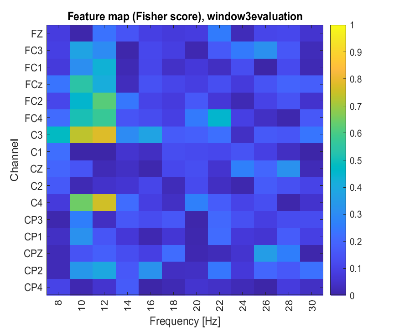 Feature map (Fisher score), window3evaluation
FZ
FC3
FC1
FCz
FC2
FC4
C3
C1
CZ
C2
C4
CP3
CP1
CPZ
CP2
CP4
Channel
8 10 12 14 16 18 20 22 24 26 28 30
Frequency [Hz]
1
0.9
0.8
0.7
0.6
0.5
0.4
0.3
0.2
0.1
0